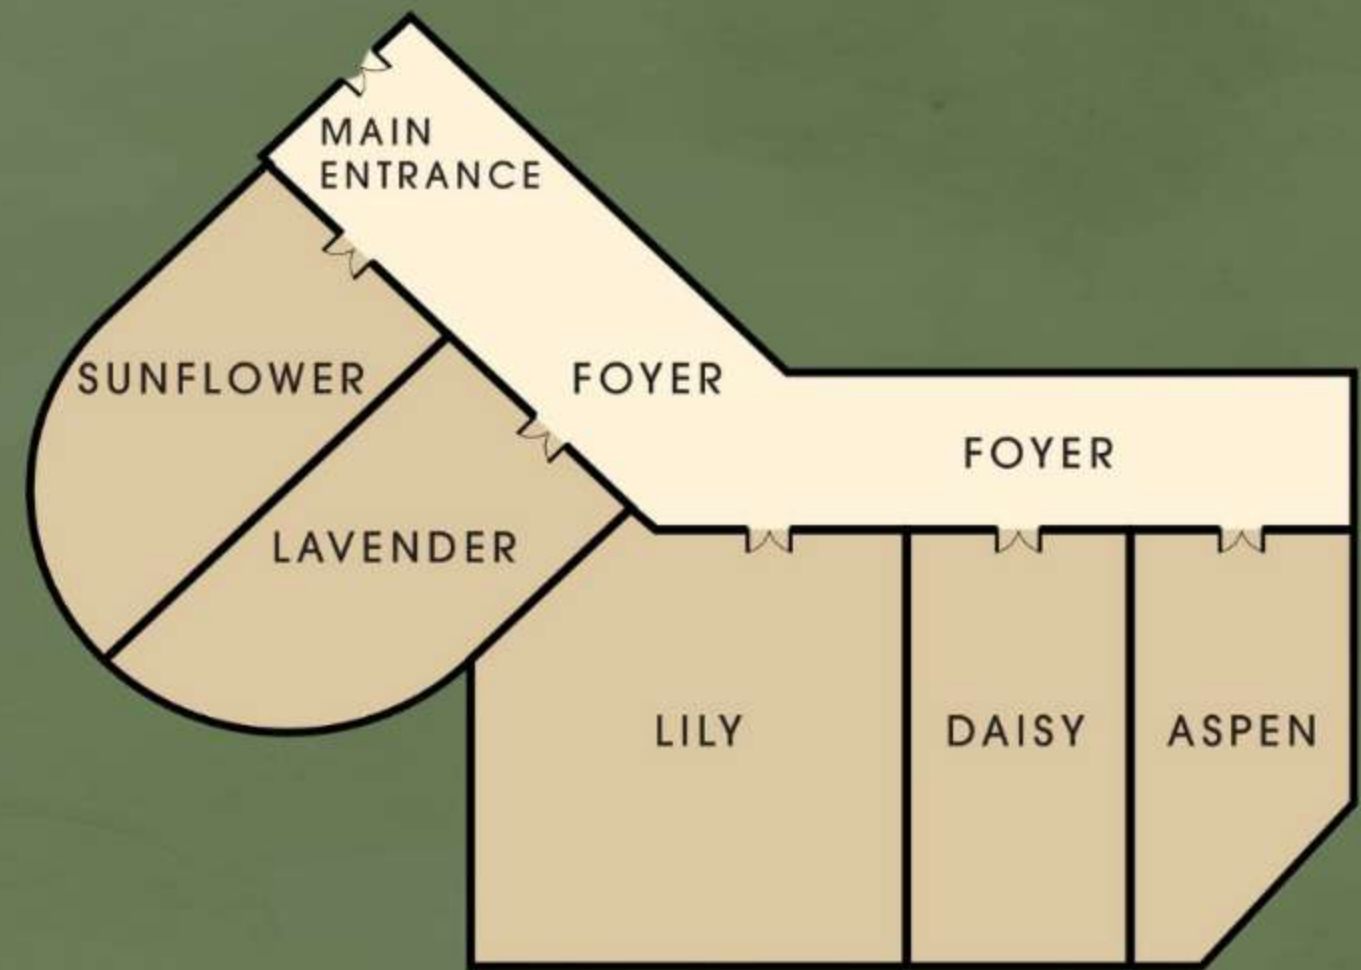 MAIN
ENTRANCE
SUNFLOWER
FOYER
FOYER
LAVENDER
LILY
DAISY
ASPEN